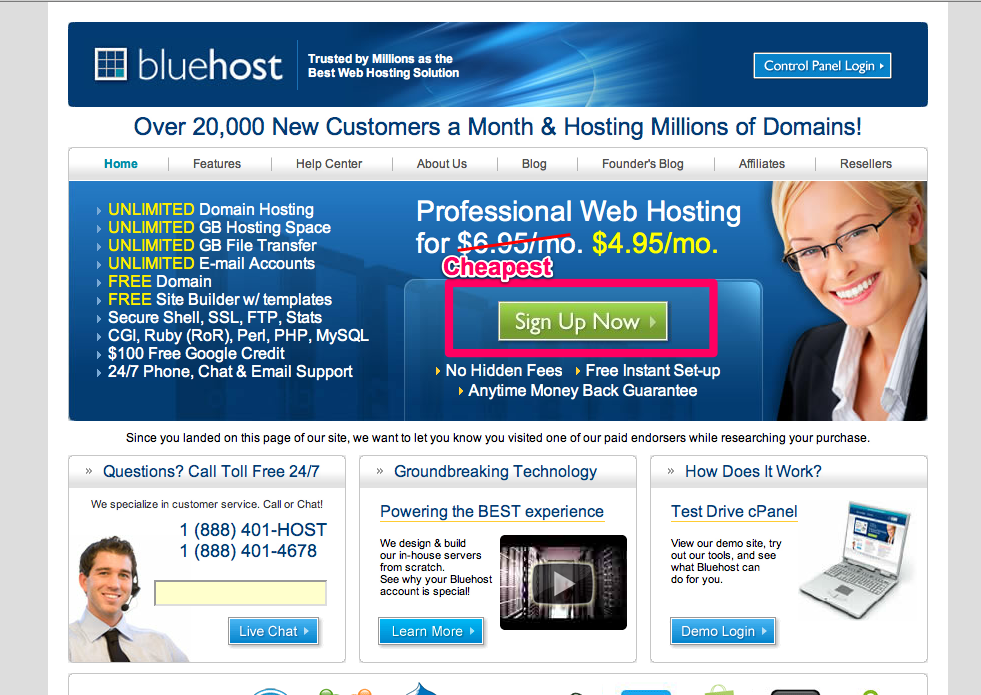 bluehost
Trusted by Millions as the
Best Web Hosting Solution
Control Panel Login
Over 20,000 New Customers a Month & Hosting Millions of Domains!
Home
Features
Help Center
About Us
Blog
Founder's Blog
Affiliates
Resellers
UNLIMITED Domain Hosting
UNLIMITED GB Hosting Space
UNLIMITED GB File Transfer
UNLIMITED E-mail Accounts
FREE Domain
FREE Site Builder w/ templates
Secure Shell, SSL, FTP, Stats
CGI, Ruby (RoR), Perl, PHP, MySQL
$100 Free Google Credit
24/7 Phone, Chat & Email Support
Professional Web Hosting
for $6.95/mo. $4.95/mo.
Cheapest
Sign Up Now
No Hidden Fees
Free Instant Set-up
Anytime Money Back Guarantee
Since you landed on this page of our site, we want to let you know you visited one of our paid endorsers while researching your purchase.
» Questions? Call Toll Free 24/7
We specialize in customer service. Call or Chat!
1 (888) 401-HOST
1 (888) 401-4678
Live Chat
» Groundbreaking Technology
Powering the BEST experience
We design & build
our in-house servers
from scratch.
See why your Bluehost
account is special!
Learn More
» How Does It Work?
Test Drive cPanel
View our demo site, try
out our tools, and see
what Bluehost can
do for you.
Demo Login